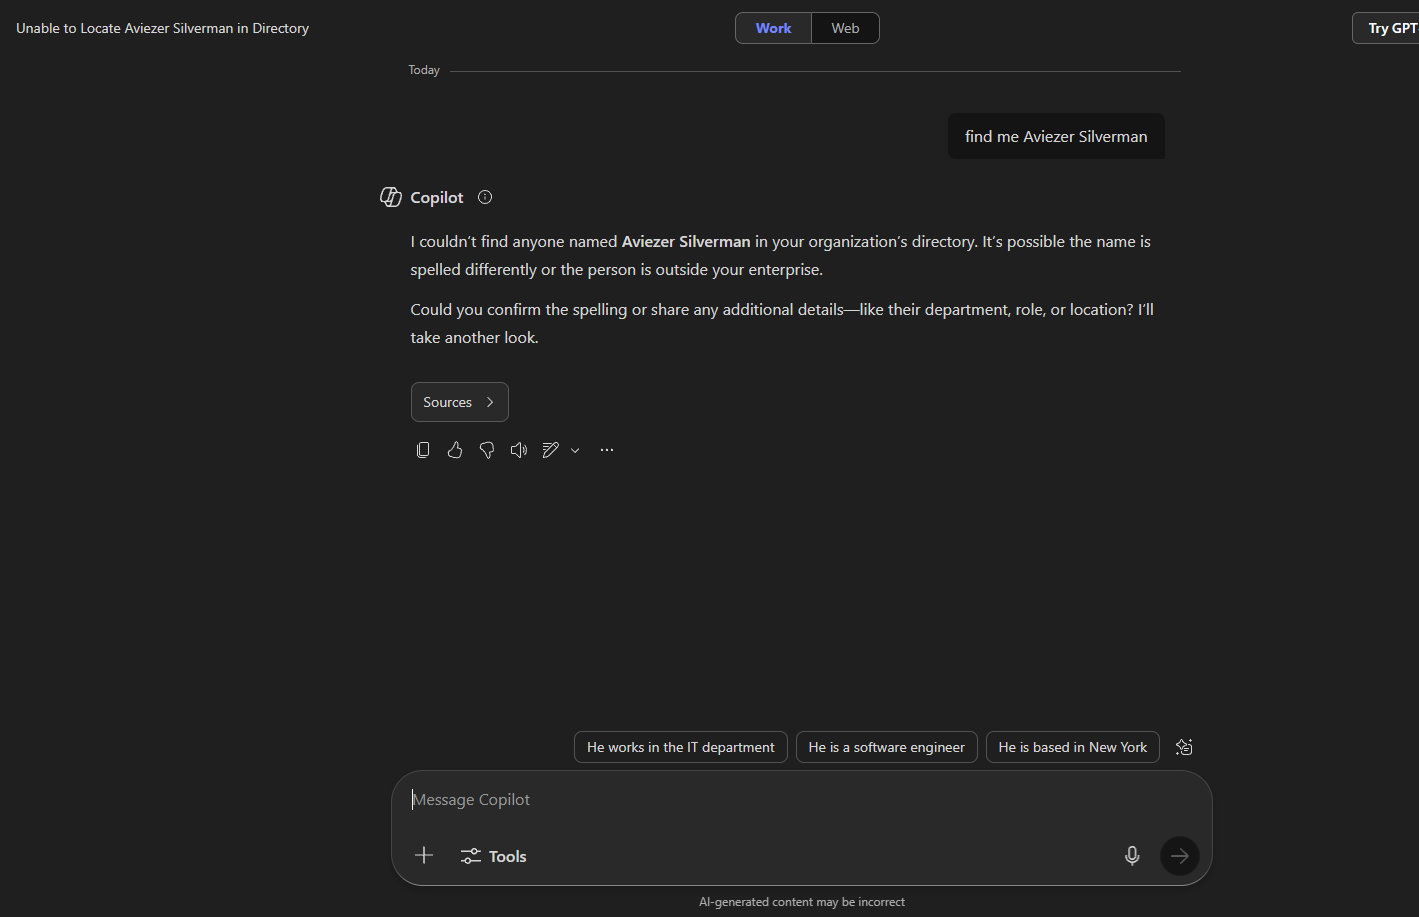 Unable to Locate Aviezer Silverman in Directory
Work
Web
Try GPT
Today
find me Aviezer Silverman
Copilot
I couldn’t find anyone named Aviezer Silverman in your organization’s directory. It’s possible the name is
spelled differently or the person is outside your enterprise.
Could you confirm the spelling or share any additional details—like their department, role, or location? I’ll
take another look.
Sources
He works in the IT department
He is a software engineer
He is based in New York
Message Copilot
Tools
AI-generated content may be incorrect